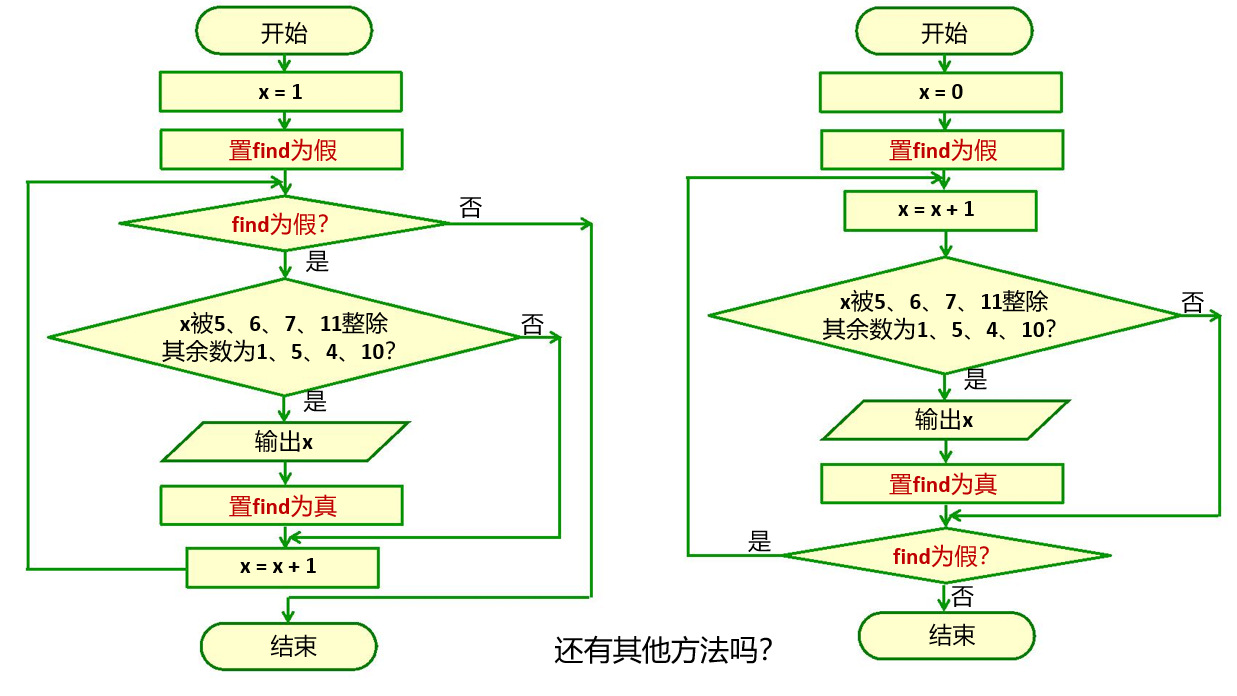 开始
x = 1
置find为假
find为假?
否
是
x被5、6、7、11整除
其余数为1、5、4、10?
否
是
输出x
置find为真
x = x + 1
结束
开始
x = 0
置find为假
x = x + 1
x被5、6、7、11整除
其余数为1、5、4、10?
否
是
输出x
置find为真
find为假?
是
否
结束
还有其他方法吗?